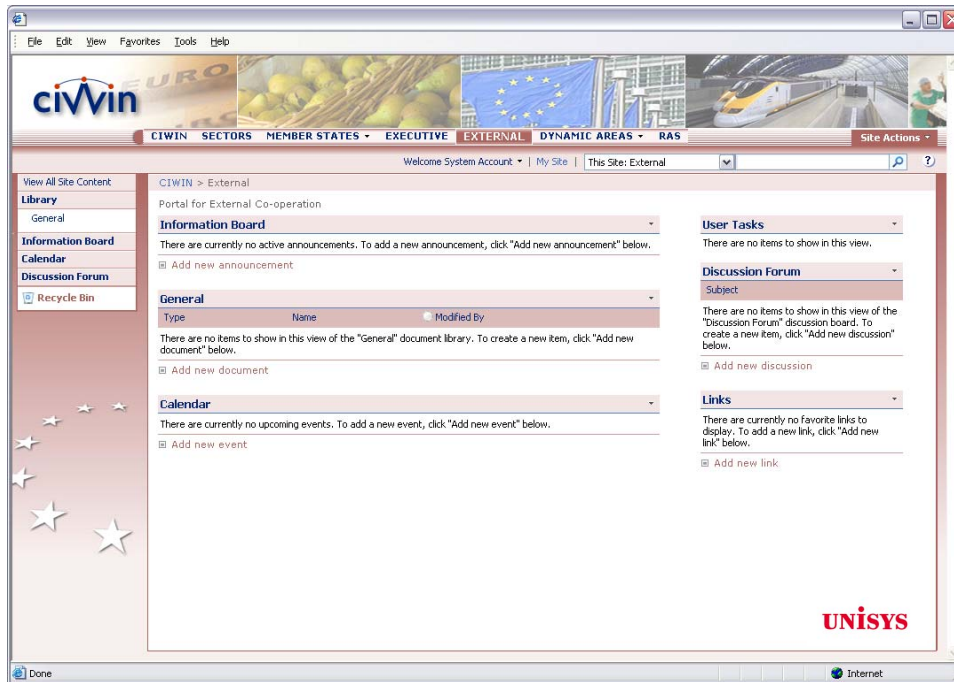 File Edit View Favorites Tools Help
EURO
ciwin
CIWIN SECTORS MEMBER STATES EXECUTIVE EXTERNAL DYNAMIC AREAS RAS Site Actions
Welcome System Account | My Site | This Site: External ?
View All Site Content
Library
General
Information Board
Calendar
Discussion Forum
Recycle Bin
CIWIN > External
Portal for External Co-operation
Information Board
There are currently no active announcements. To add a new announcement, click "Add new announcement" below.
Add new announcement
General
Type Name Modified By
There are no items to show in this view of the "General" document library. To create a new item, click "Add new
document" below.
Add new document
Calendar
There are currently no upcoming events. To add a new event, click "Add new event" below.
Add new event
User Tasks
There are no items to show in this view.
Discussion Forum
Subject
There are no items to show in this view of the
"Discussion Forum" discussion board. To
create a new item, click "Add new discussion"
below.
Add new discussion
Links
There are currently no favorite links to
display. To add a new link, click "Add new
link" below.
Add new link
UNISYS
Done Internet